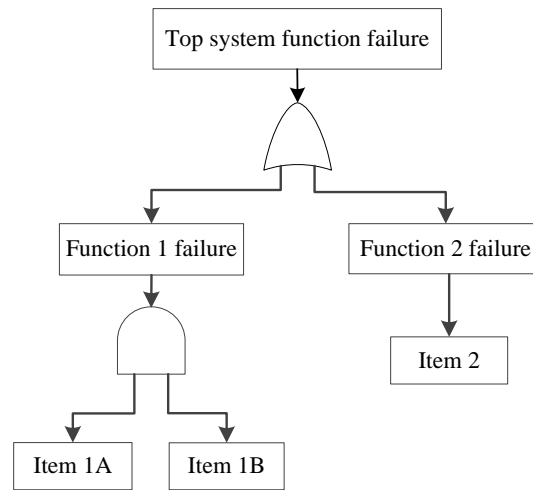 Top system function failure
Function 1 failure
Function 2 failure
Item 2
Item 1A
Item 1B